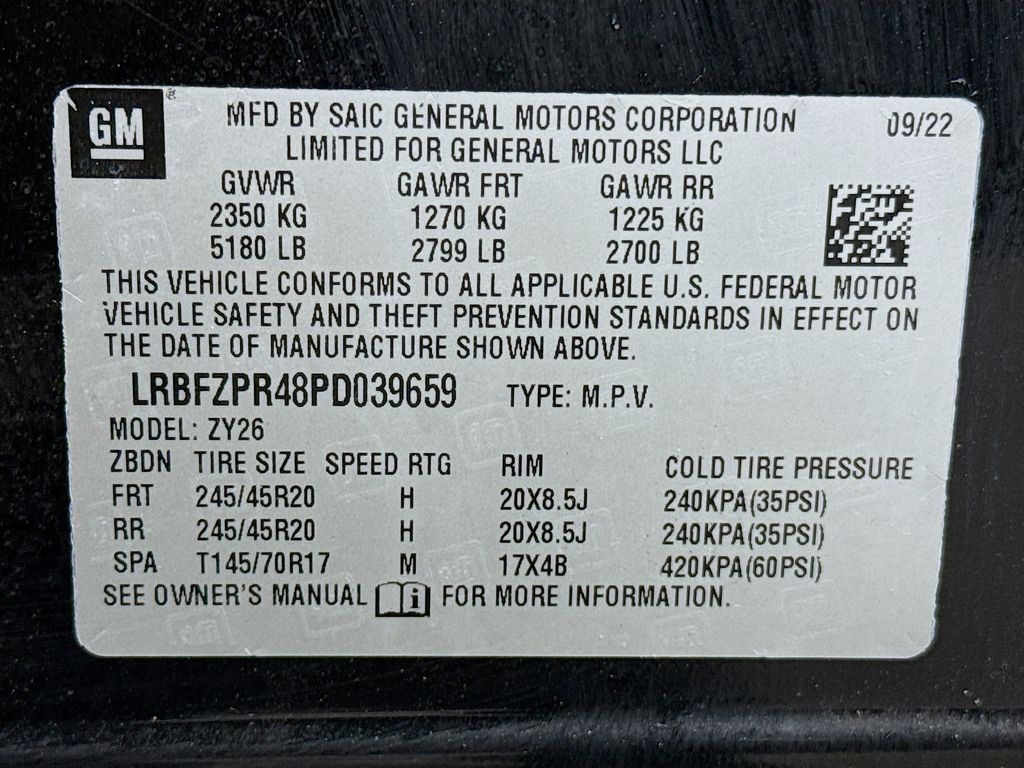 GM ®
MFD BY SAIC GENERAL MOTORS CORPORATION 09/22
LIMITED FOR GENERAL MOTORS LLC
GVWR GAWR FRT GAWR RR
2350 KG 1270 KG 1225 KG
5180 LB 2799 LB 2700 LB
THIS VEHICLE CONFORMS TO ALL APPLICABLE U.S. FEDERAL MOTOR
VEHICLE SAFETY AND THEFT PREVENTION STANDARDS IN EFFECT ON
THE DATE OF MANUFACTURE SHOWN ABOVE.
LRBFZPR48PD039659 TYPE: M.P.V.
MODEL: ZY26
ZBDN TIRE SIZE SPEED RTG RIM COLD TIRE PRESSURE
FRT 245/45R20 H 20X8.5J 240KPA(35PSI)
RR 245/45R20 H 20X8.5J 240KPA(35PSI)
SPA T145/70R17 M 17X4B 420KPA(60PSI)
SEE OWNER'S MANUAL i FOR MORE INFORMATION.